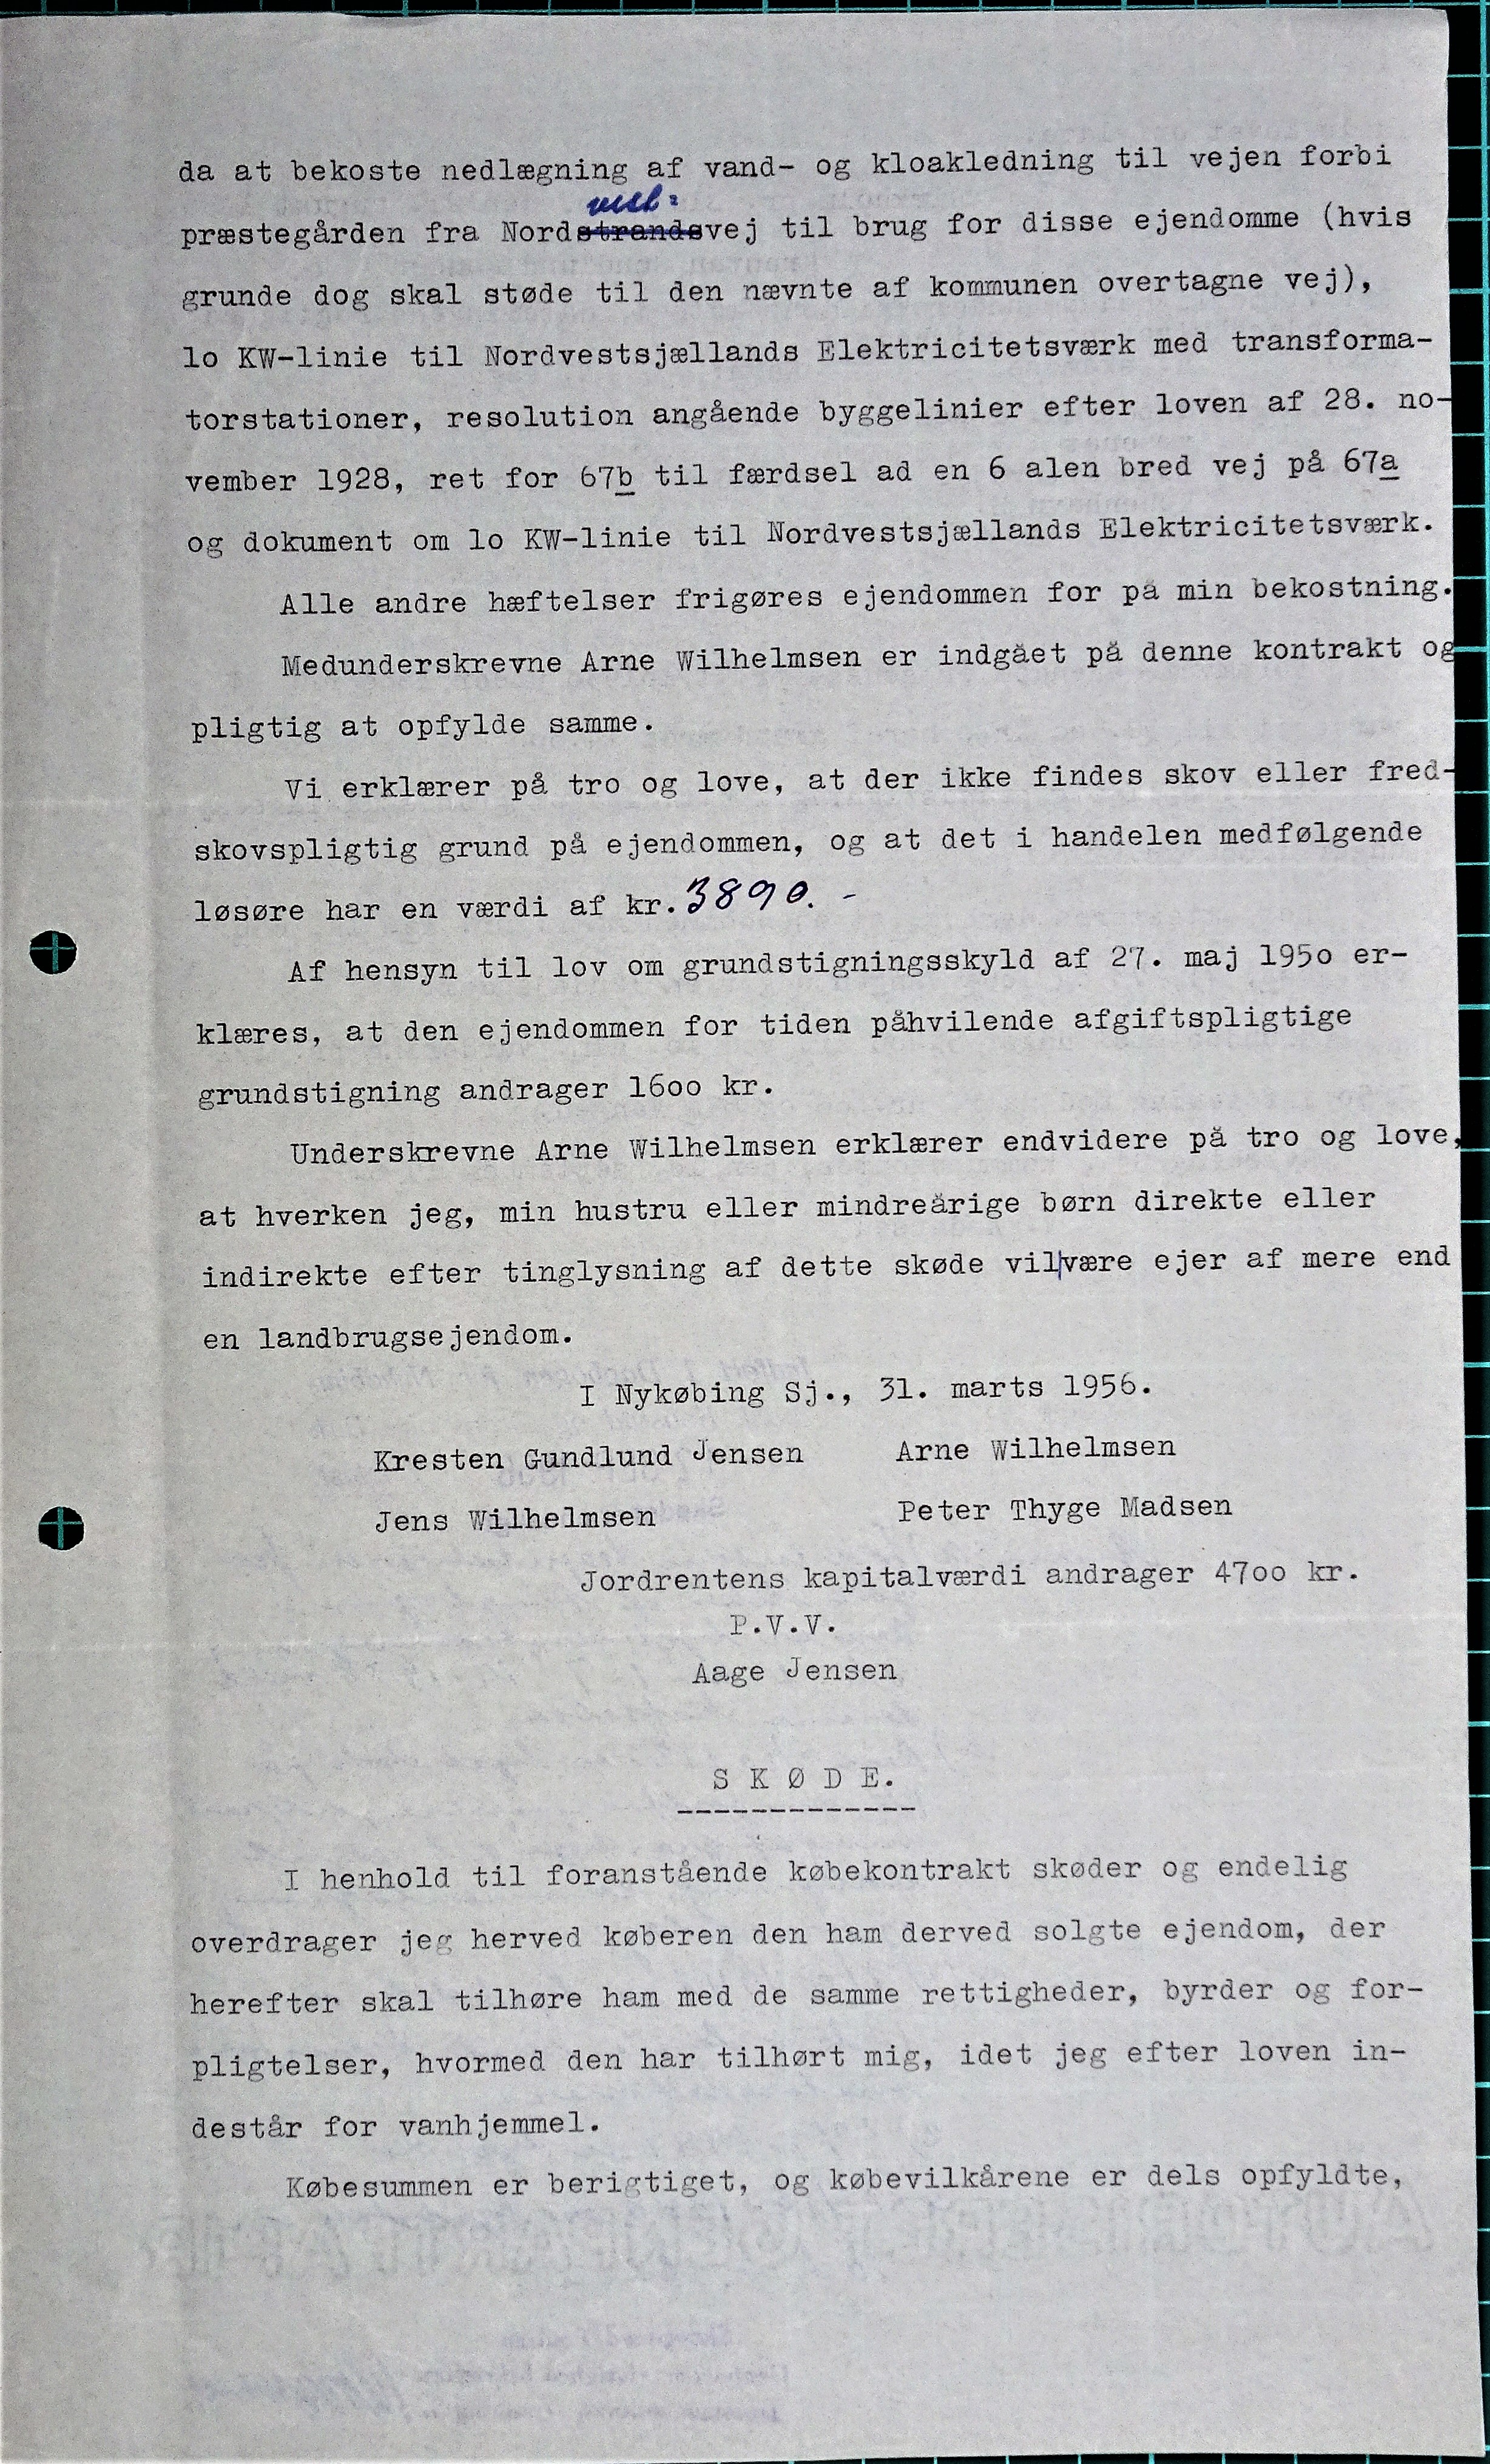 da at bekoste nedlægning af vand- og kloakledning til vejen forbi
vest-
præstegården fra Nordstrandsvej til brug for disse ejendomme (hvis
grunde dog skal støde til den nævnte af kommunen overtagne vej),
lo KW-linie til Nordvestsjællands Elektricitetsværk med transforma-
torstationer, resolution angående byggelinier efter loven af 28. no-
vember 1928, ret for 67b til færdsel ad en 6 alen bred vej på 67a
og dokument om lo KW-linie til Nordvestsjællands Elektricitetsværk.
Alle andre hæftelser frigøres ejendommen for på min bekostning.
Medunderskrevne Arne Wilhelmsen er indgået på denne kontrakt og
pligtig at opfylde samme.
Vi erklærer på tro og love, at der ikke findes skov eller fred-
skovspligtig grund på ejendommen, og at det i handelen medfølgende
løsøre har en værdi af kr. 3890. -
Af hensyn til lov om grundstigningsskyld af 27. maj 195o er-
klæres, at den ejendommen for tiden påhvilende afgiftspligtige
grundstigning andrager 16oo kr.
Underskrevne Arne Wilhelmsen erklærer endvidere på tro og love,
at hverken jeg, min hustru eller mindreårige børn direkte eller
indirekte efter tinglysning af dette skøde vil|være ejer af mere end
en landbrugsejendom.
I Nykøbing Sj., 31. marts 1956.
Kresten Gundlund Jensen Arne Wilhelmsen
Jens Wilhelmsen Peter Thyge Madsen
Jordrentens kapitalværdi andrager 47oo kr.
P.V.V.
Aage Jensen
S K Ø D E.
-------------
I henhold til foranstående købekontrakt skøder og endelig
overdrager jeg herved køberen den ham derved solgte ejendom, der
herefter skal tilhøre ham med de samme rettigheder, byrder og for-
pligtelser, hvormed den har tilhørt mig, idet jeg efter loven in-
destår for vanhjemmel.
Købesummen er berigtiget, og købevilkårene er dels opfyldte,